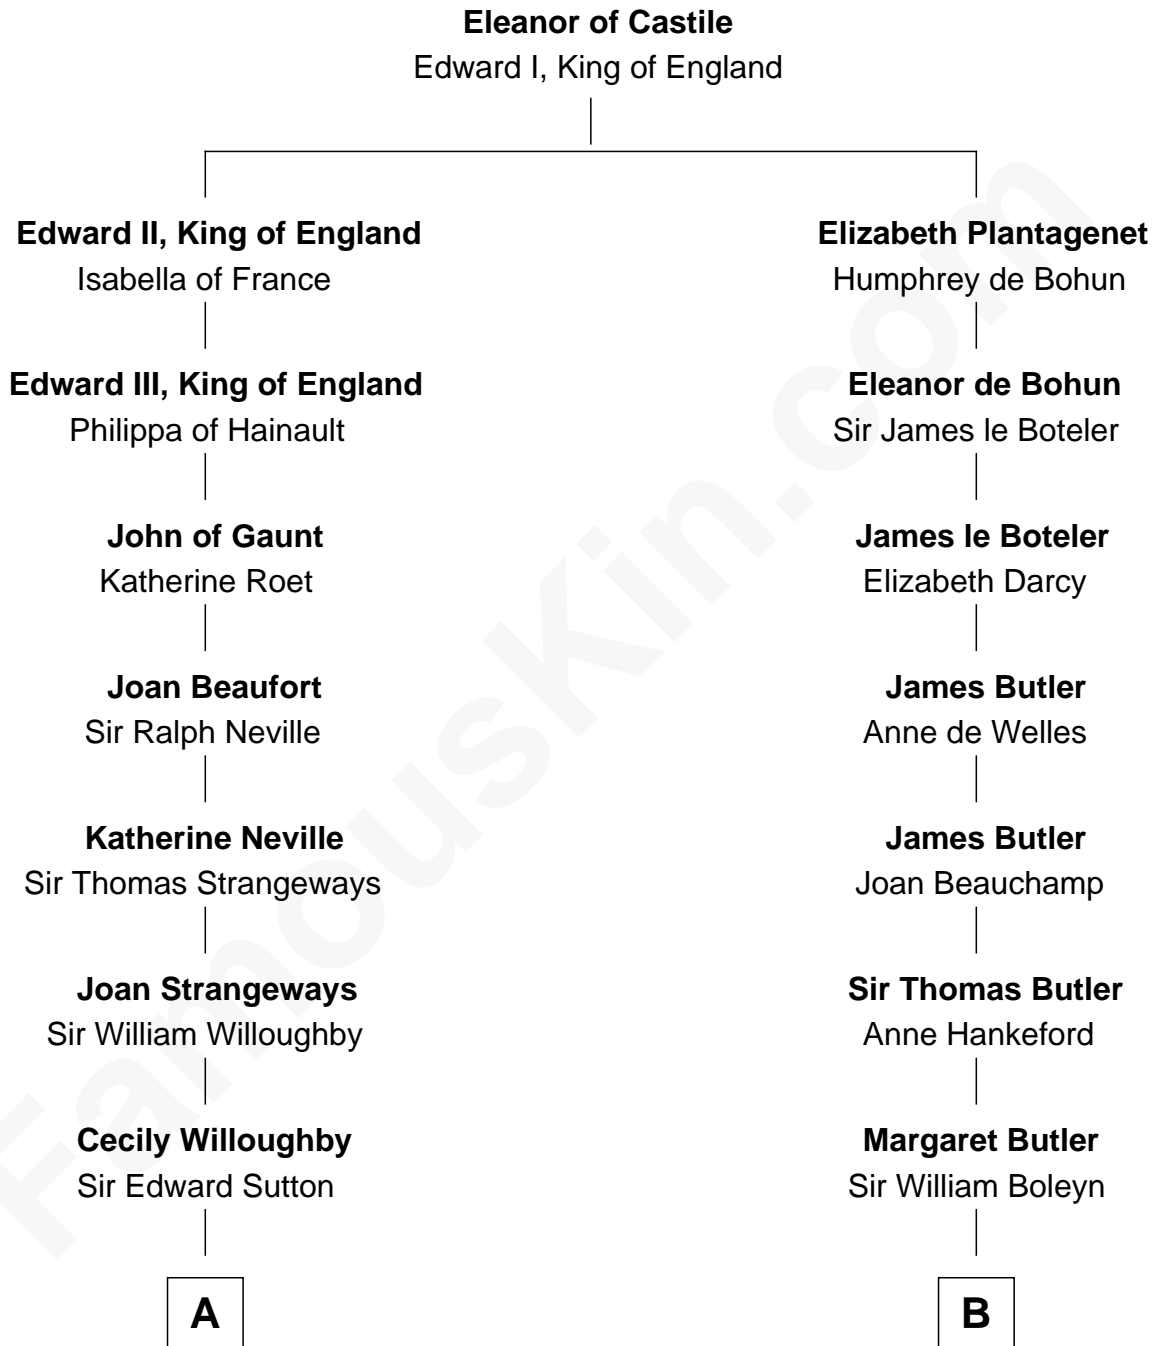 Eleanor of Castile
Edward I, King of England
Edward II, King of England
Isabella of France
Edward III, King of England
Philippa of Hainault
John of Gaunt
Katherine Roet
Joan Beaufort
Sir Ralph Neville
Katherine Neville
Sir Thomas Strangeways
Joan Strangeways
Sir William Willoughby
Cecily Willoughby
Sir Edward Sutton
A
Elizabeth Plantagenet
Humphrey de Bohun
Eleanor de Bohun
Sir James le Boteler
James le Boteler
Elizabeth Darcy
James Butler
Anne de Welles
James Butler
Joan Beauchamp
Sir Thomas Butler
Anne Hankeford
Margaret Butler
Sir William Boleyn
B
FamousKin.com